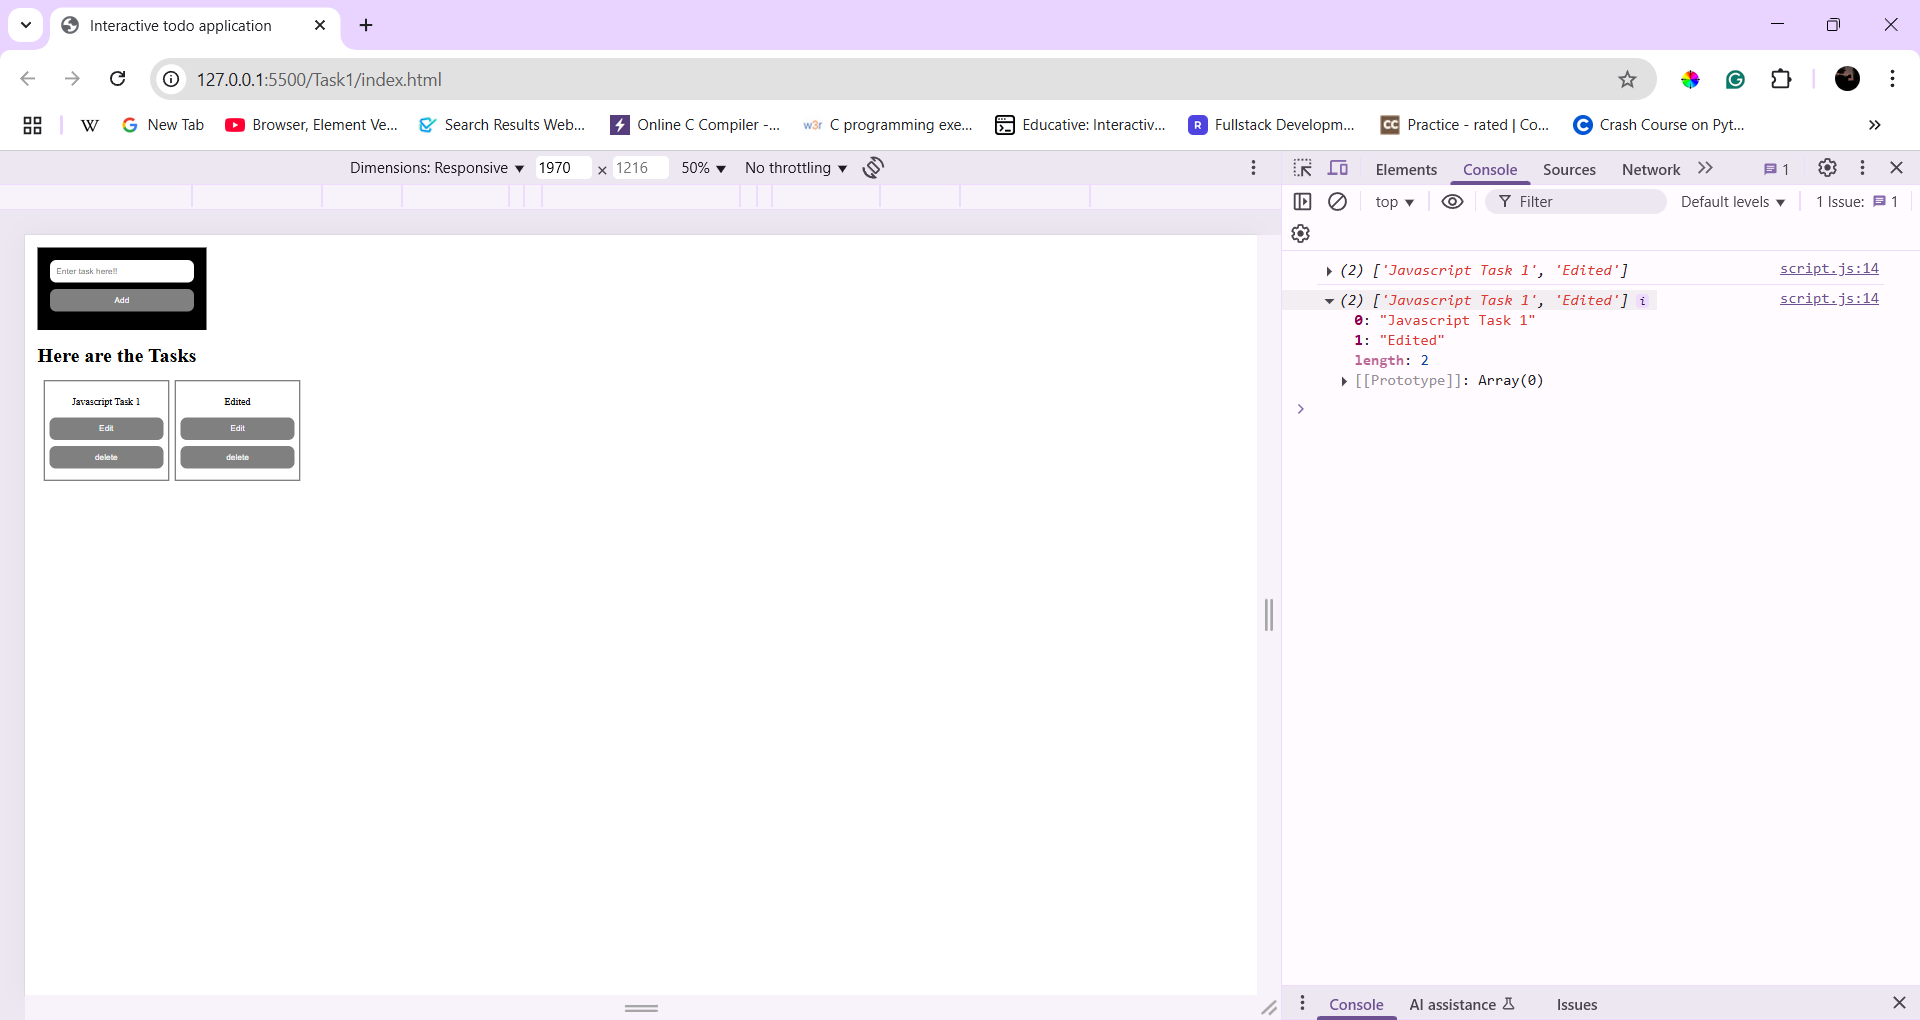 Interactive todo application
127.0.0.1:5500/Task1/index.html
W New Tab Browser, Element Ve... Search Results Web... Online C Compiler -... w3r C programming exe... Educative: Interactiv... R Fullstack Developm... CC Practice - rated | Co... C Crash Course on Pyt... »
Dimensions: Responsive ▼ 1970 × 1216 50% ▼ No throttling ▼
Elements Console Sources Network » 1
top ▼ Filter Default levels ▼ 1 Issue: 1
Enter task here!!
Add
Here are the Tasks
Javascript Task 1
Edit
delete
Edited
Edit
delete
(2) ['Javascript Task 1', 'Edited'] script.js:14
(2) ['Javascript Task 1', 'Edited'] i script.js:14
0: "Javascript Task 1"
1: "Edited"
length: 2
[[Prototype]]: Array(0)
Console AI assistance Issues